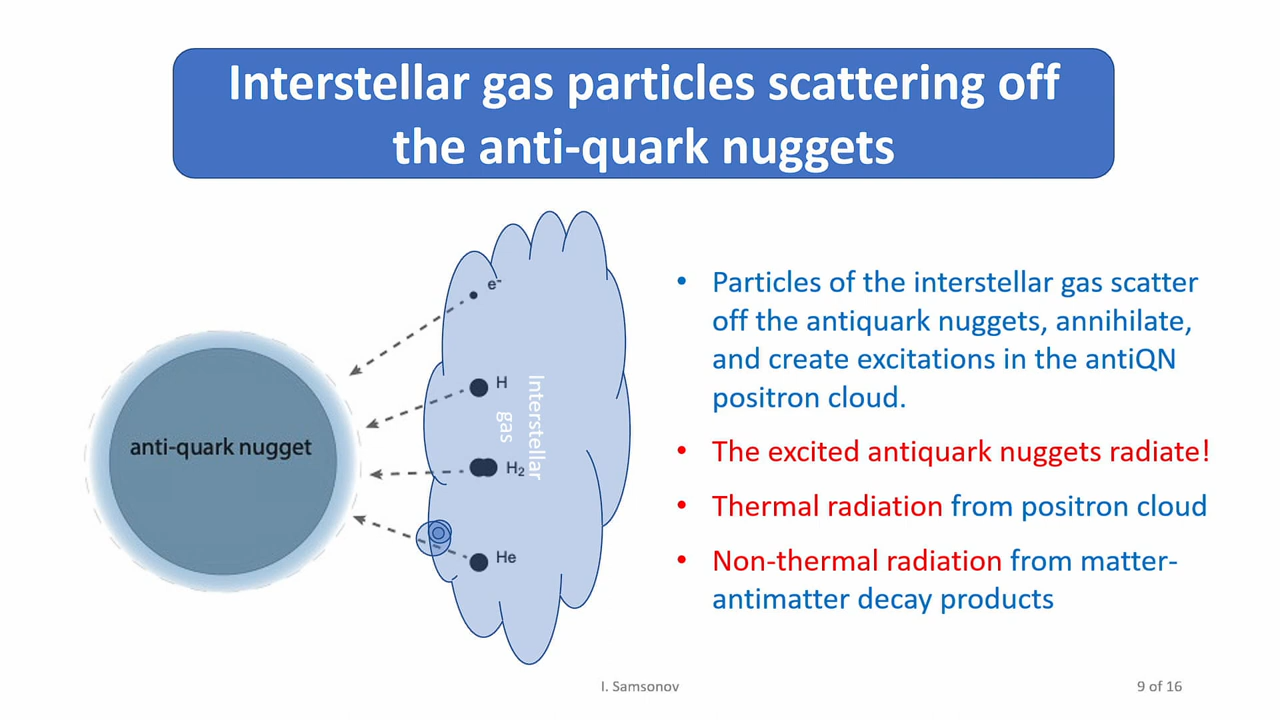 Interstellar gas particles scattering off
the anti-quark nuggets
anti-quark nugget
e-
H
H2
He
Interstellar
gas
• Particles of the interstellar gas scatter
off the antiquark nuggets, annihilate,
and create excitations in the antiQN
positron cloud.
• The excited antiquark nuggets radiate!
• Thermal radiation from positron cloud
• Non-thermal radiation from matter-
antimatter decay products
I. Samsonov
9 of 16